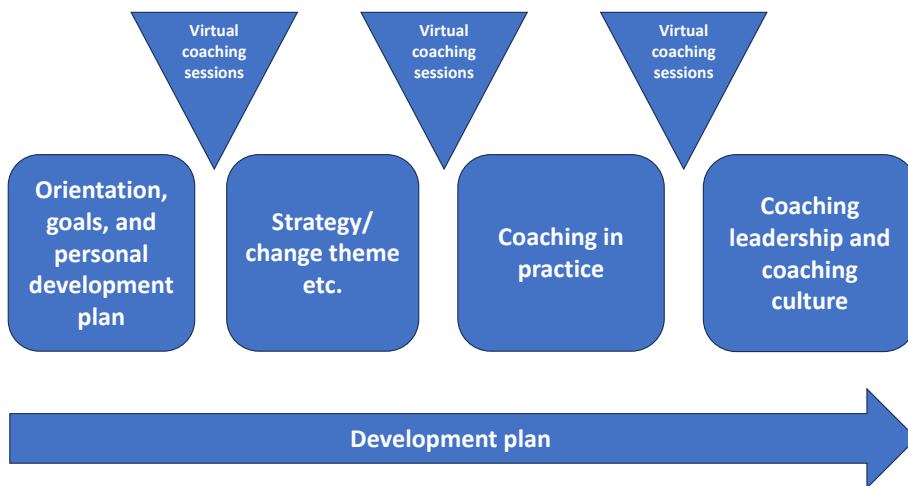 Virtual
coaching
sessions
Virtual
coaching
sessions
Virtual
coaching
sessions
Orientation,
goals, and
personal
development
plan
Strategy/
change theme
etc.
Coaching in
practice
Coaching
leadership and
coaching
culture
Development plan